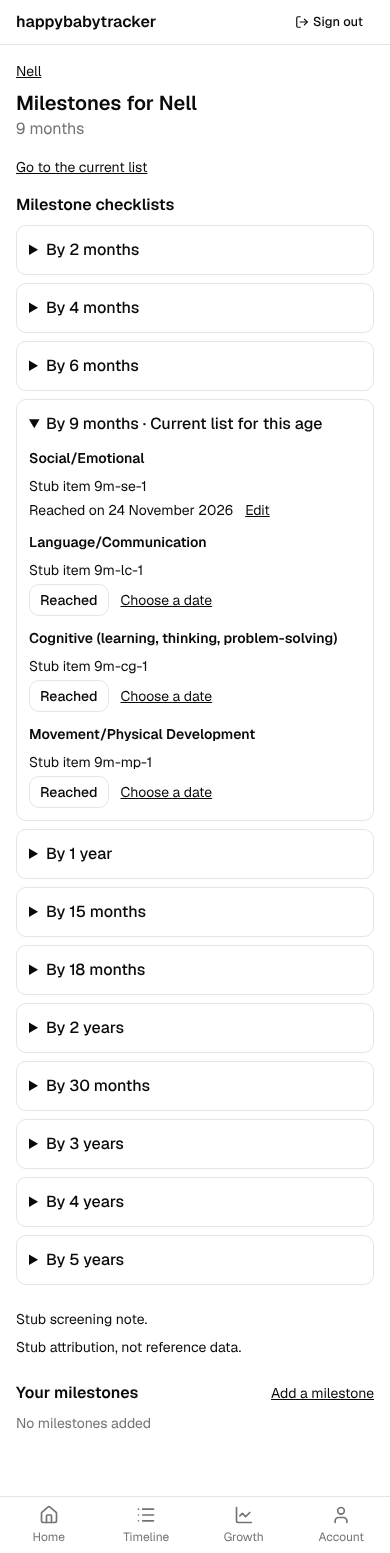 happybabytracker
Sign out
Nell
Milestones for Nell
9 months
Go to the current list
Milestone checklists
By 2 months
By 4 months
By 6 months
By 9 months · Current list for this age
Social/Emotional
Stub item 9m-se-1
Reached on 24 November 2026 Edit
Language/Communication
Stub item 9m-lc-1
Reached Choose a date
Cognitive (learning, thinking, problem-solving)
Stub item 9m-cg-1
Reached Choose a date
Movement/Physical Development
Stub item 9m-mp-1
Reached Choose a date
By 1 year
By 15 months
By 18 months
By 2 years
By 30 months
By 3 years
By 4 years
By 5 years
Stub screening note.
Stub attribution, not reference data.
Your milestones Add a milestone
No milestones added
Home Timeline Growth Account